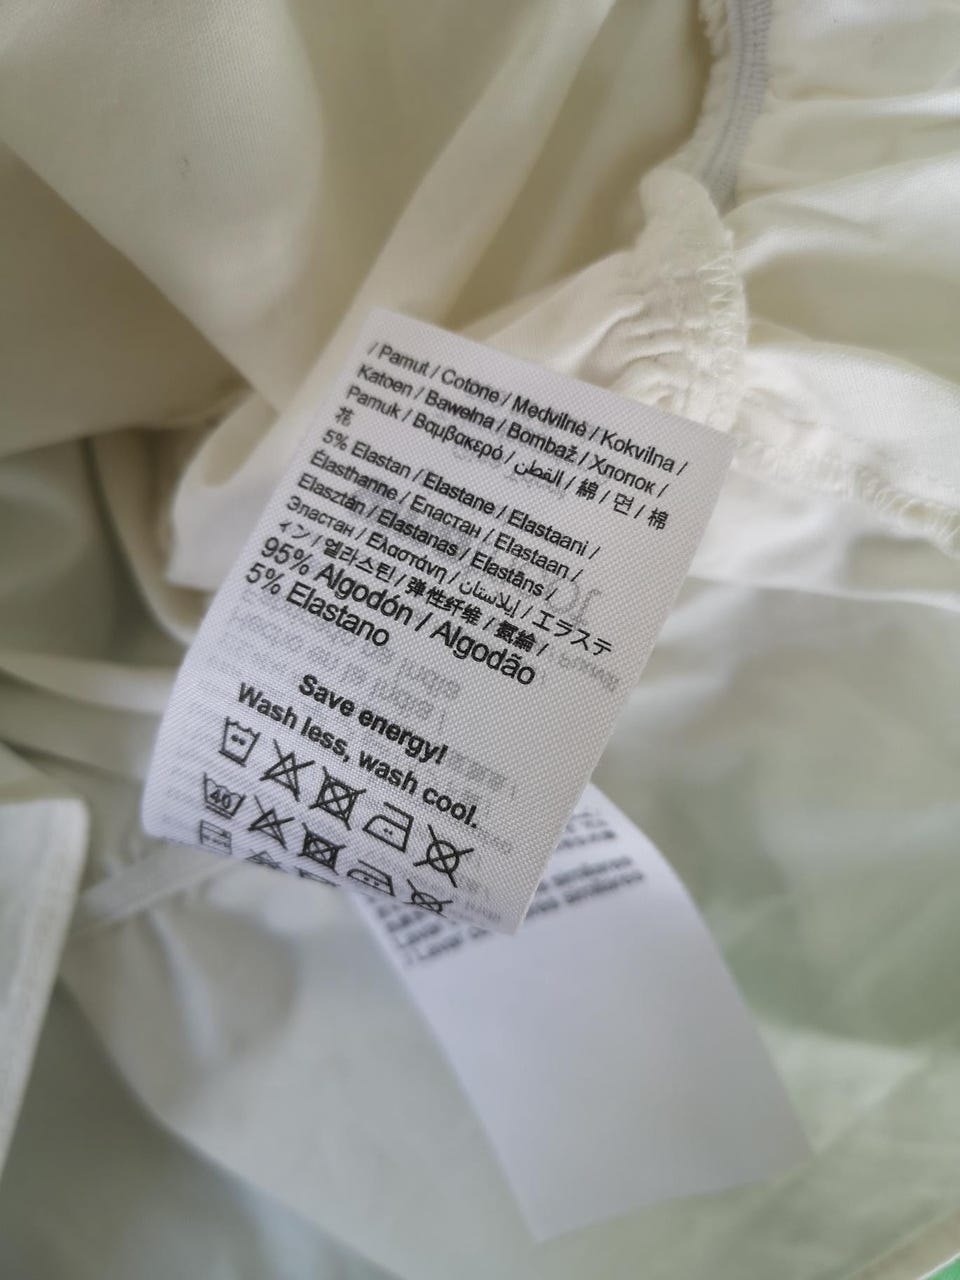 / Pamut / Cotone / Medvilnė / Kokvilna /
Katoen / Bawełna / Bombaž / Хлопок /
Pamuk / Βαμβακερό / القطن / 綿 / 면 / 棉
花
5% Elastan / Elastane / Elastaani /
Élasthanne / Еластан / Elastaan /
Elasztán / Elastanas / Elastāns /
Эластан / Ελαστάνη / إيلاستان / エラステ
イン / 엘라스틴 / 弹性纤维 / 氨綸 /
95% Algodón / Algodão
5% Elastano
Save energy!
Wash less, wash cool.
40